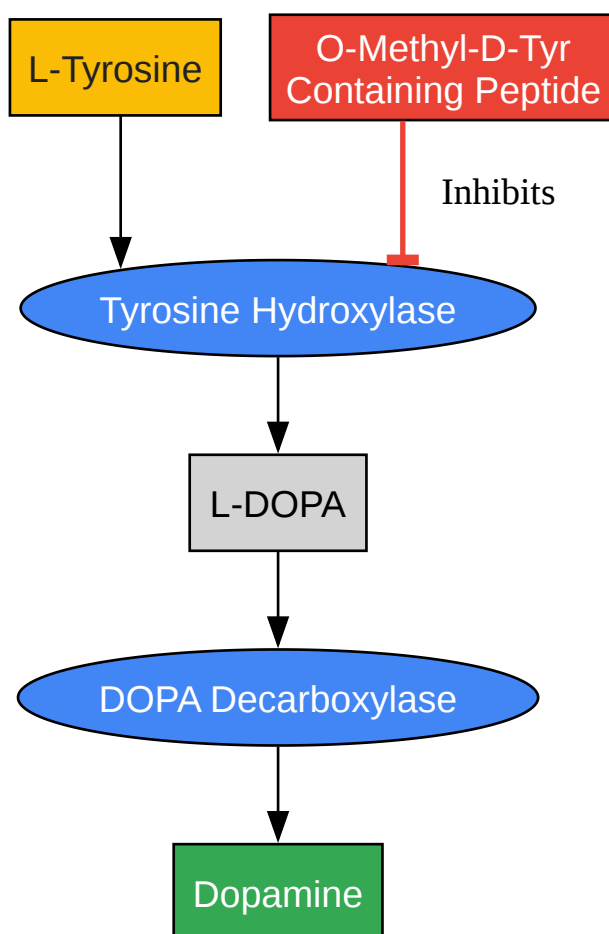 L-Tyrosine
O-Methyl-D-Tyr
Containing Peptide
Inhibits
Tyrosine Hydroxylase
L-DOPA
DOPA Decarboxylase
Dopamine